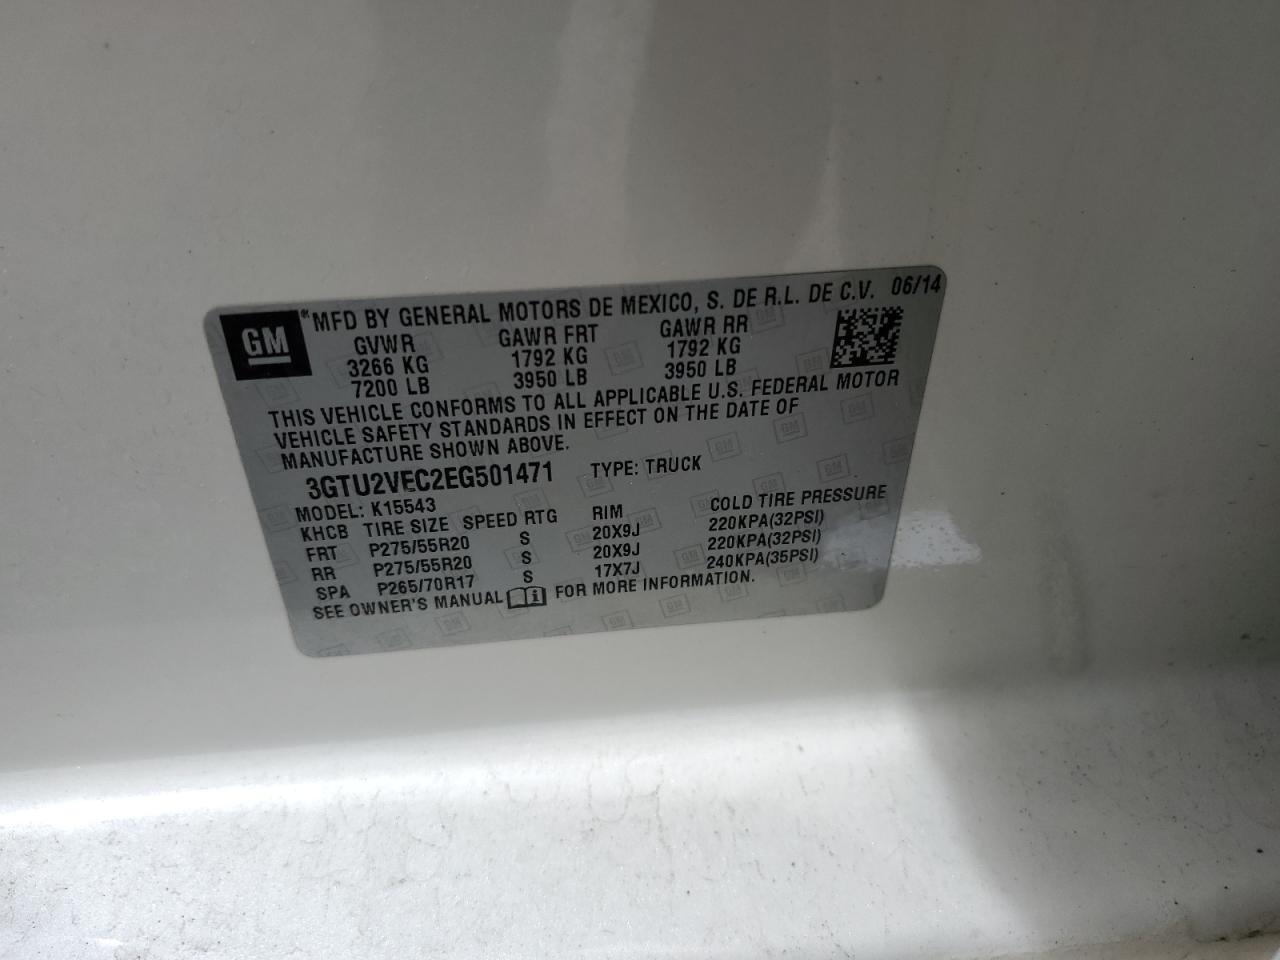 GM
MFD BY GENERAL MOTORS DE MEXICO, S. DE R.L. DE C.V. 06/14
GVWR GAWR FRT GAWR RR
3266 KG 1792 KG 1792 KG
7200 LB 3950 LB 3950 LB
THIS VEHICLE CONFORMS TO ALL APPLICABLE U.S. FEDERAL MOTOR
VEHICLE SAFETY STANDARDS IN EFFECT ON THE DATE OF
MANUFACTURE SHOWN ABOVE.
3GTU2VEC2EG501471 TYPE: TRUCK
MODEL: K15543
KHCB TIRE SIZE SPEED RTG RIM COLD TIRE PRESSURE
FRT P275/55R20 S 20X9J 220KPA(32PSI)
RR P275/55R20 S 20X9J 220KPA(32PSI)
SPA P265/70R17 S 17X7J 240KPA(35PSI)
SEE OWNER'S MANUAL i FOR MORE INFORMATION.